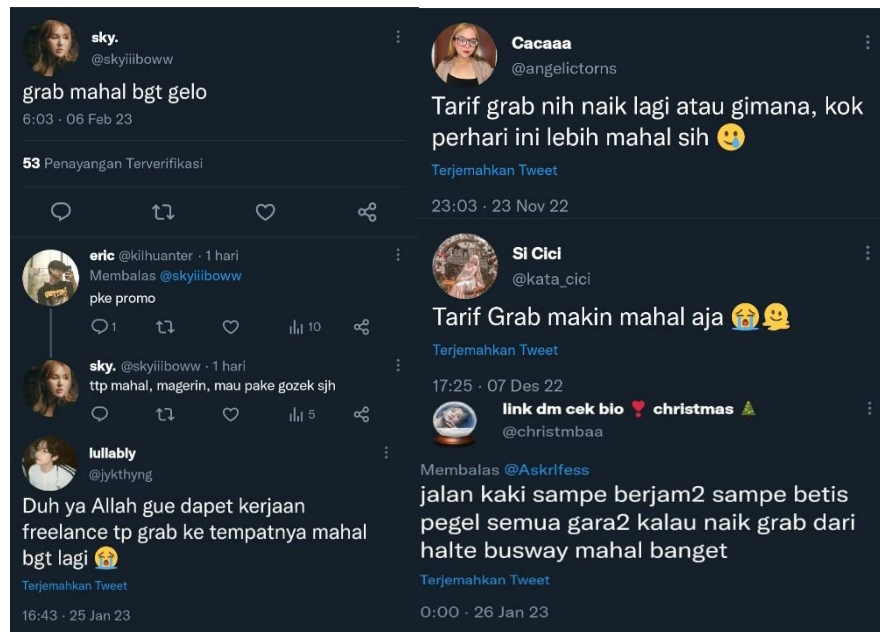 sky.
@skyiiiboww
grab mahal bgt gelo
6:03 · 06 Feb 23
53 Penayangan Terverifikasi
eric @kilhuanter · 1 hari
Membalas @skyiiiboww
pke promo
1
10
sky. @skyiiiboww · 1 hari
ttp mahal, magerin, mau pake gozek sjh
5
lullably
@jykthyng
Duh ya Allah gue dapet kerjaan
freelance tp grab ke tempatnya mahal
bgt lagi 😭
Terjemahkan Tweet
16:43 · 25 Jan 23
Cacaaa
@angelictorns
Tarif grab nih naik lagi atau gimana, kok
perhari ini lebih mahal sih 🥲
Terjemahkan Tweet
23:03 · 23 Nov 22
Si Cici
@kata_cici
Tarif Grab makin mahal aja 😭🫠
Terjemahkan Tweet
17:25 · 07 Des 22
link dm cek bio ❣️ christmas 🎄
@christmbaa
Membalas @Askrlfess
jalan kaki sampe berjam2 sampe betis
pegel semua gara2 kalau naik grab dari
halte busway mahal banget
Terjemahkan Tweet
0:00 · 26 Jan 23